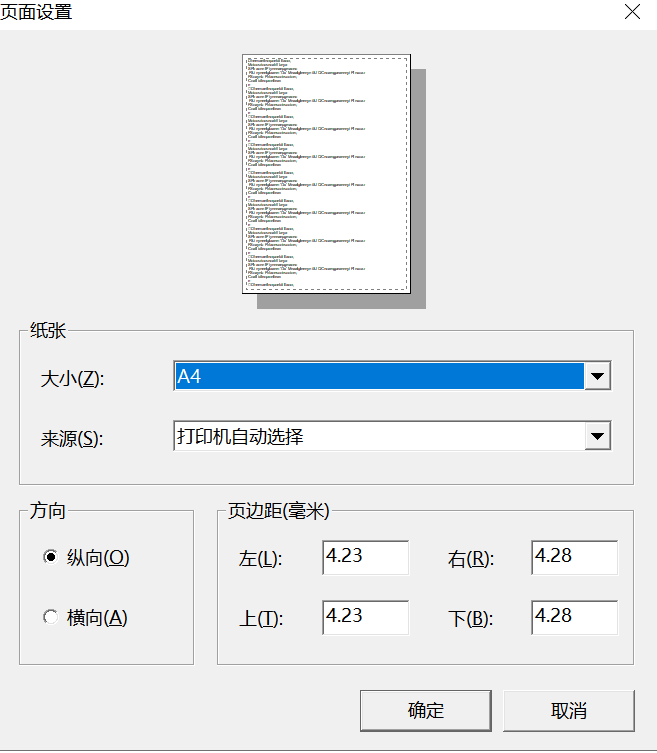 页面设置
纸张
大小(Z):
A4
来源(S):
打印机自动选择
方向
纵向(O)
横向(A)
页边距(毫米)
左(L):
4.23
右(R):
4.28
上(T):
4.23
下(B):
4.28
确定
取消